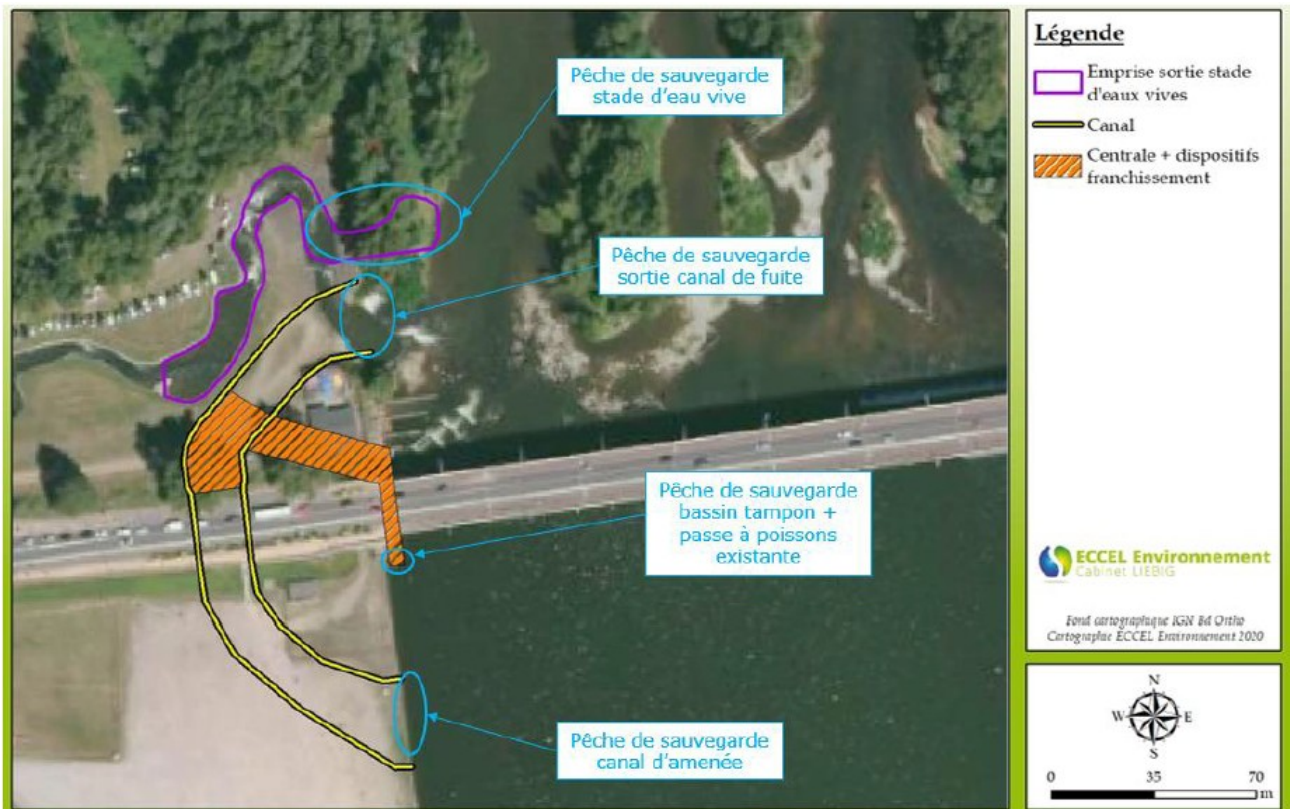 Pêche de sauvegarde
stade d'eau vive
Pêche de sauvegarde
sortie canal de fuite
Pêche de sauvegarde
bassin tampon +
passe à poissons
existante
Pêche de sauvegarde
canal d'amenée
Légende
Emprise sortie stade
d'eaux vives
Canal
Centrale + dispositifs
franchissement
ECCEL Environnement
Cabinet LIEBIG
Fond cartographique IGN Bd Ortho
Cartographie ECCEL Environnement 2020
N
W E
S
0 35 70
m